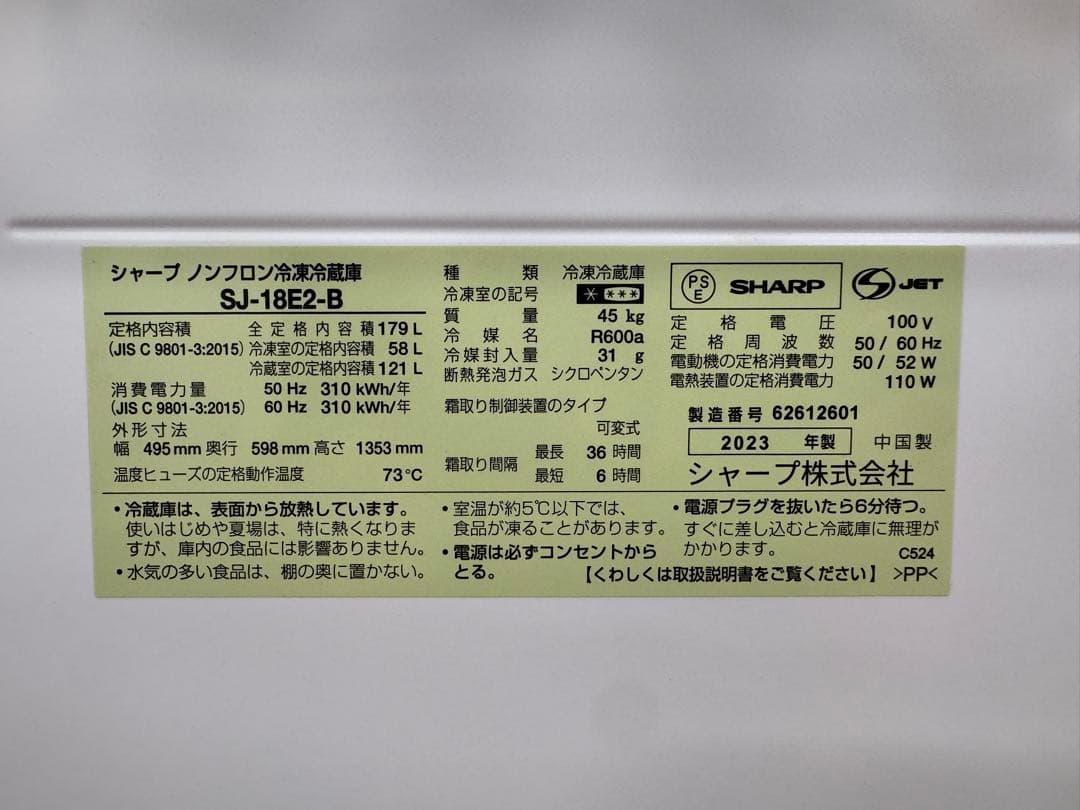 シャープ ノンフロン冷凍冷蔵庫
SJ-18E2-B
定格内容積 全定格内容積 179 L
(JIS C 9801-3:2015) 冷凍室の定格内容積 58 L
冷蔵室の定格内容積 121 L
消費電力量 50 Hz 310 kWh/年
(JIS C 9801-3:2015) 60 Hz 310 kWh/年
外形寸法
幅 495 mm 奥行 598 mm 高さ 1353 mm
温度ヒューズの定格動作温度 73℃
種類 冷凍冷蔵庫
冷凍室の記号 * ***
質量 45 kg
冷媒名 R600a
冷媒封入量 31 g
断熱発泡ガス シクロペンタン
霜取り制御装置のタイプ
可変式
霜取り間隔 最長 36 時間
最短 6 時間
PS
E
SHARP
S JET
定格電圧 100 V
定格周波数 50 / 60 Hz
電動機の定格消費電力 50 / 52 W
電熱装置の定格消費電力 110 W
製造番号 62612601
2023 年製 中国製
シャープ株式会社
・冷蔵庫は、表面から放熱しています。
使いはじめや夏場は、特に熱くなりま
すが、庫内の食品には影響ありません。
・水気の多い食品は、棚の奥に置かない。
・室温が約5℃以下では、
食品が凍ることがあります。
・電源は必ずコンセントから
とる。
・電源プラグを抜いたら6分待つ。
すぐに差し込むと冷蔵庫に無理が
かかります。
C524
【くわしくは取扱説明書をご覧ください】 >PP<